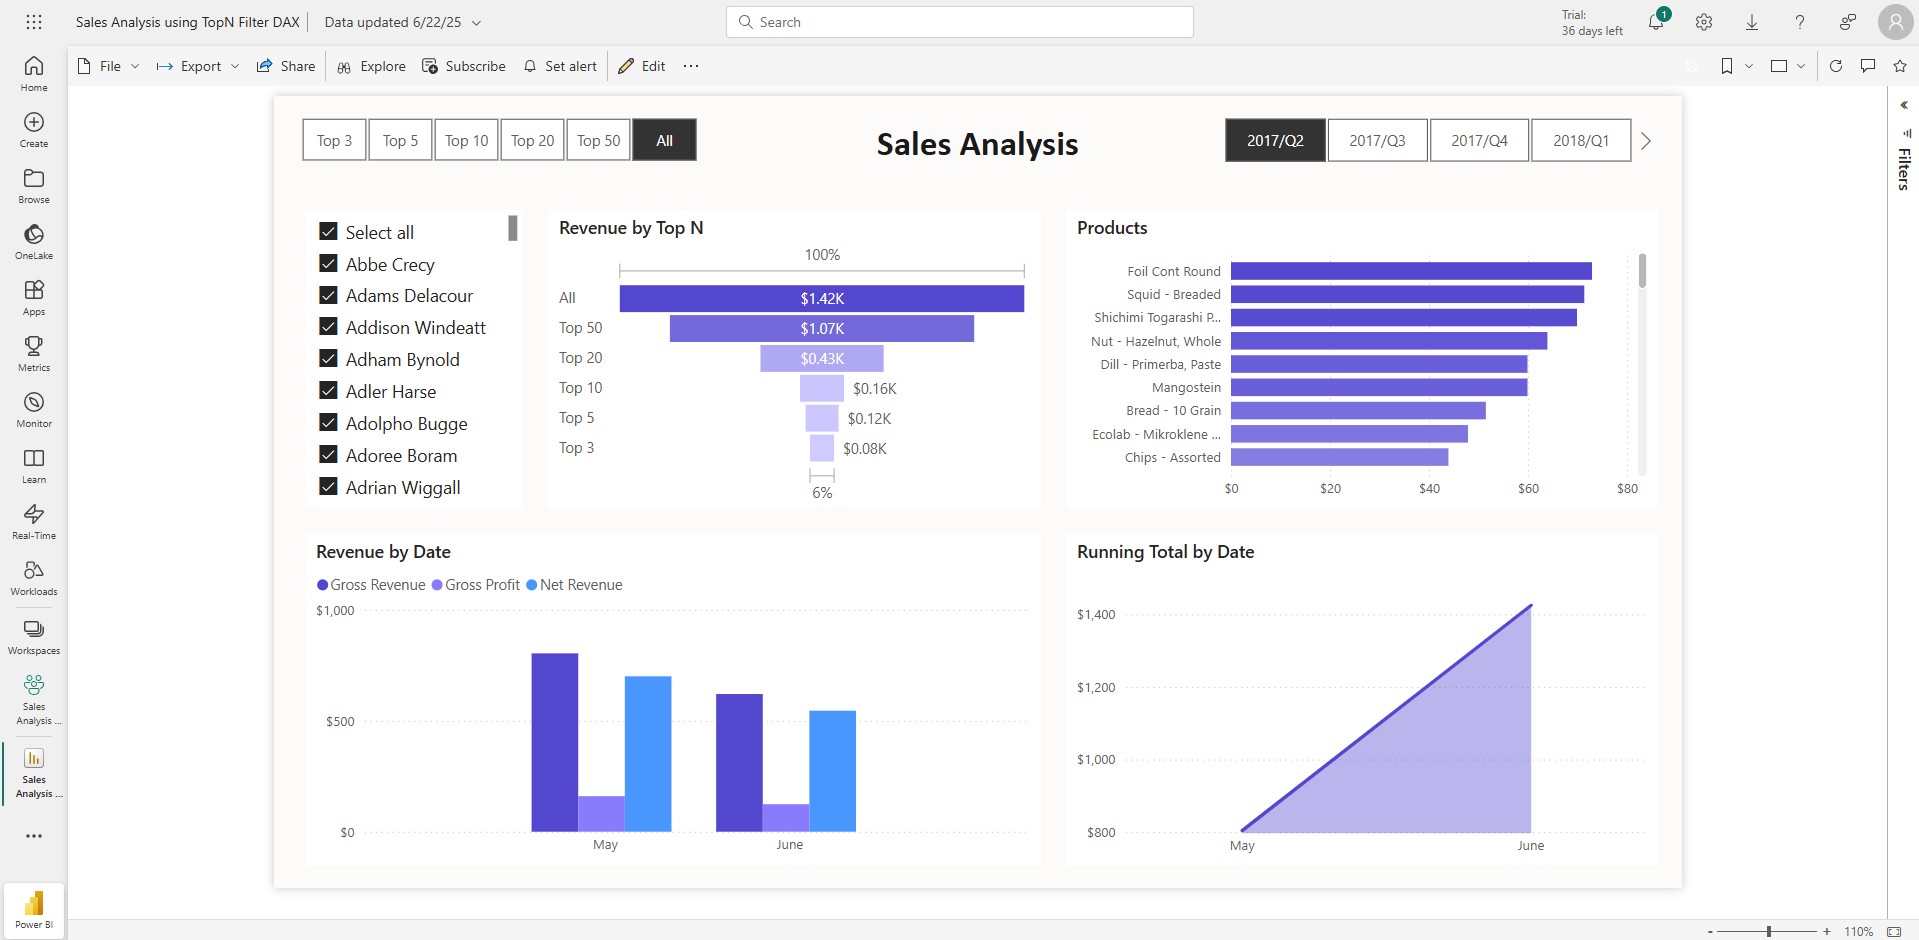 Sales Analysis using TopN Filter DAX
Data updated 6/22/25
Search
Trial:
36 days left
1
File
Export
Share
Explore
Subscribe
Set alert
Edit
Home
Create
Browse
OneLake
Apps
Metrics
Monitor
Learn
Real-Time
Workloads
Workspaces
Sales
Analysis ...
Sales
Analysis ...
Power BI
Top 3
Top 5
Top 10
Top 20
Top 50
All
Sales Analysis
2017/Q2
2017/Q3
2017/Q4
2018/Q1
Filters
Select all
Abbe Crecy
Adams Delacour
Addison Windeatt
Adham Bynold
Adler Harse
Adolpho Bugge
Adoree Boram
Adrian Wiggall
Revenue by Top N
100%
All $1.42K
Top 50 $1.07K
Top 20 $0.43K
Top 10 $0.16K
Top 5 $0.12K
Top 3 $0.08K
6%
Products
Foil Cont Round
Squid - Breaded
Shichimi Togarashi P...
Nut - Hazelnut, Whole
Dill - Primerba, Paste
Mangostein
Bread - 10 Grain
Ecolab - Mikroklene ...
Chips - Assorted
$0 $20 $40 $60 $80
Revenue by Date
Gross Revenue Gross Profit Net Revenue
$1,000
$500
$0
May June
Running Total by Date
$1,400
$1,200
$1,000
$800
May June
110%